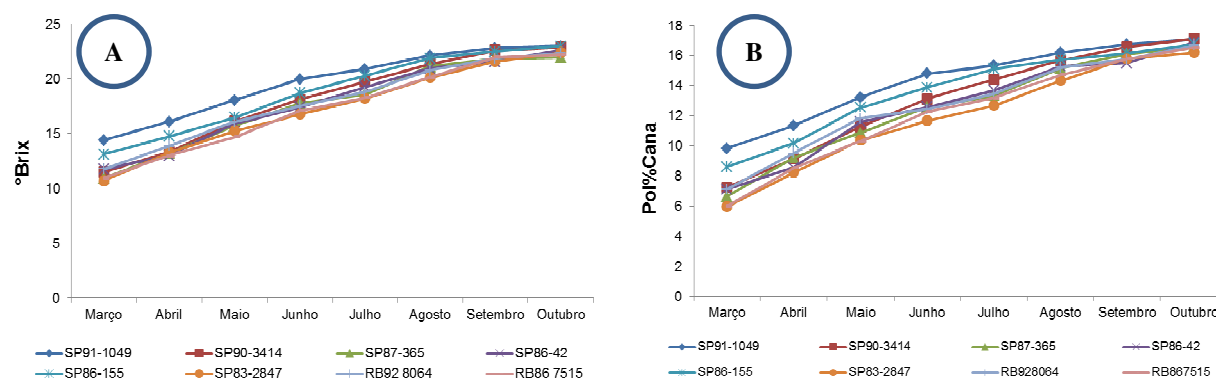 A
°Brix
25
20
15
10
5
0
Março Abril Maio Junho Julho Agosto Setembro Outubro
SP91-1049 SP90-3414 SP87-365 SP86-42
SP86-155 SP83-2847 RB92 8064 RB86 7515
B
Pol%Cana
18
16
14
12
10
8
6
4
2
0
Março Abril Maio Junho Julho Agosto Setembro Outubro
SP91-1049 SP90-3414 SP87-365 SP86-42
SP86-155 SP83-2847 RB928064 RB867515